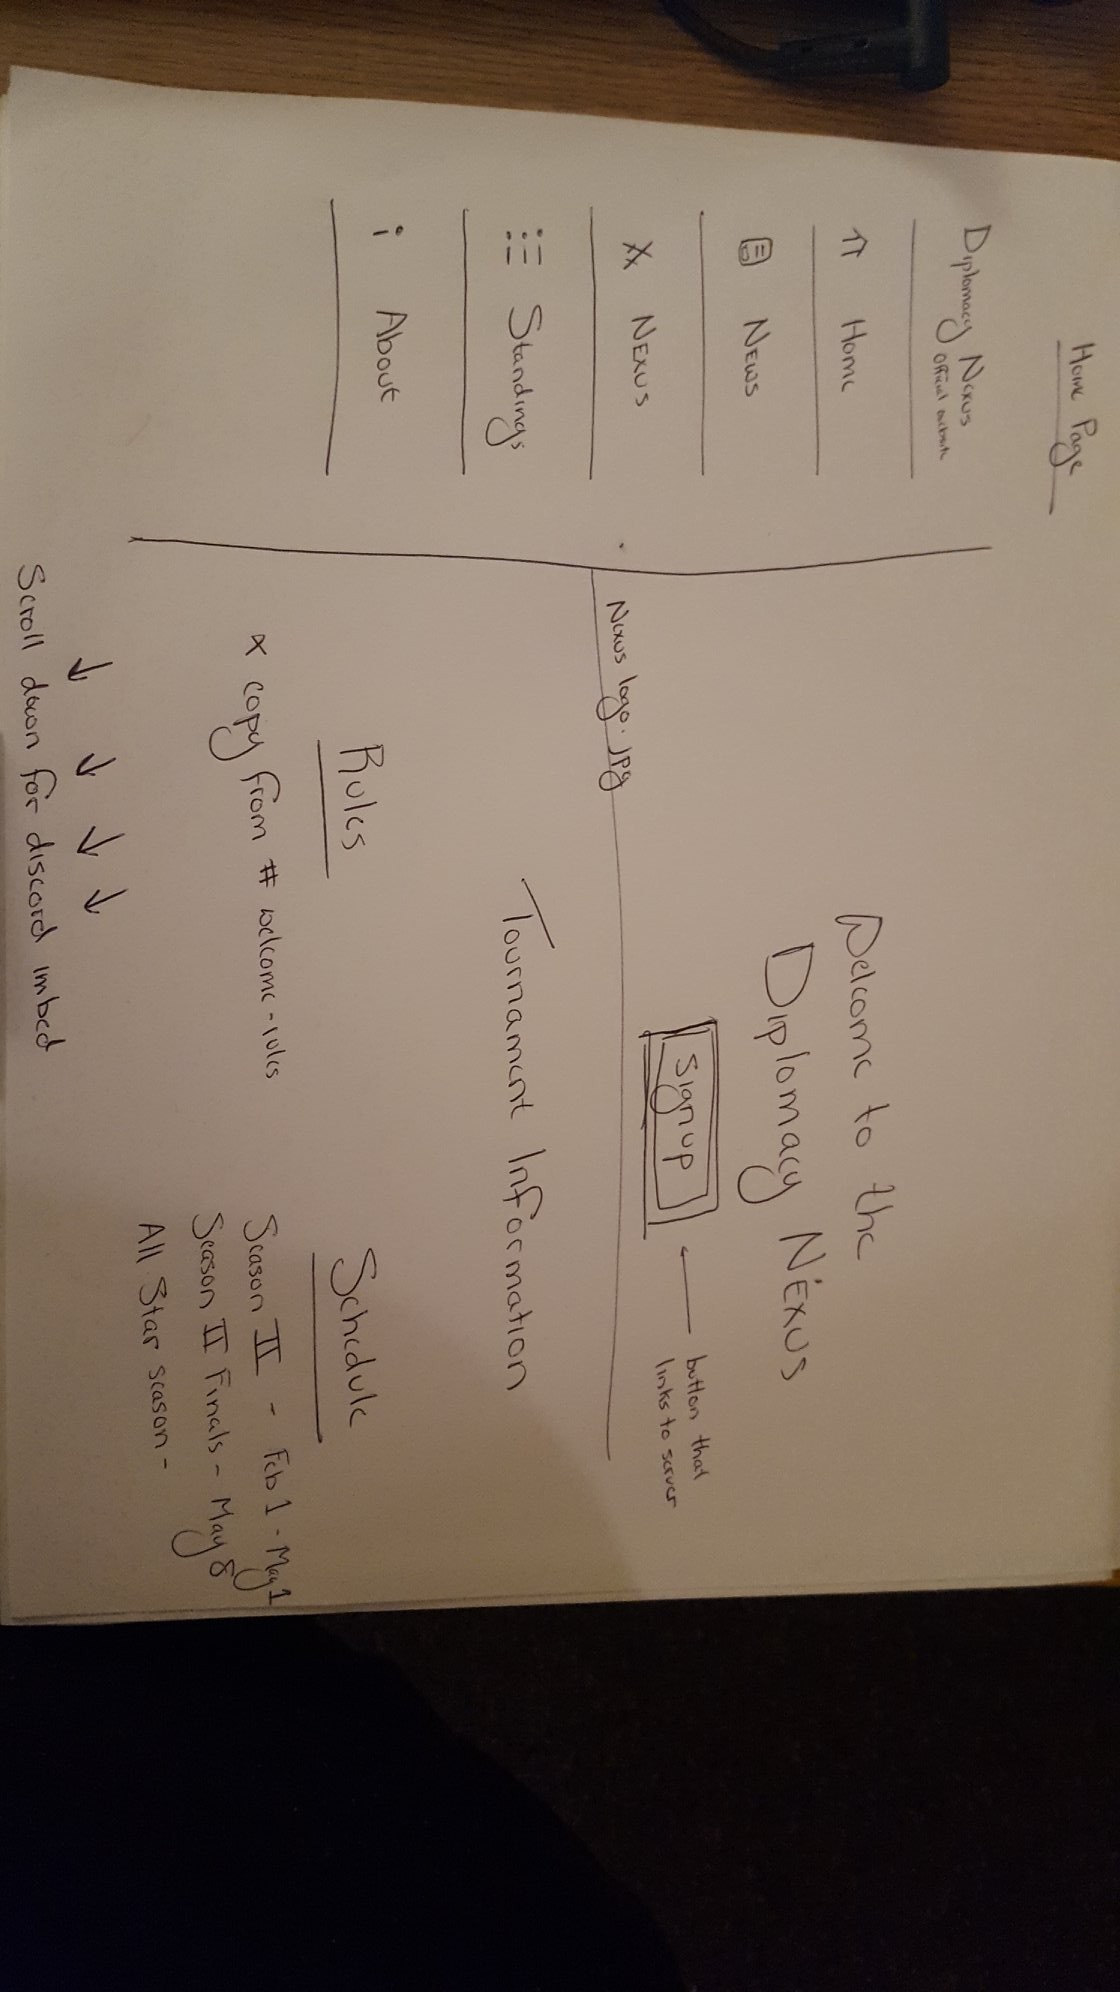 Home Page
Diplomacy Nexus
Official website
Home
News
Nexus
Standings
i About
Welcome to the
Diplomacy Nexus
Signup
button that
links to server
Nexus logo.jpg
Tournament Information
Rules
* copy from # welcome-rules
Schedule
Season II - Feb 1 - May 1
Season II Finals - May 8
All Star season -
Scroll down for discord imbed